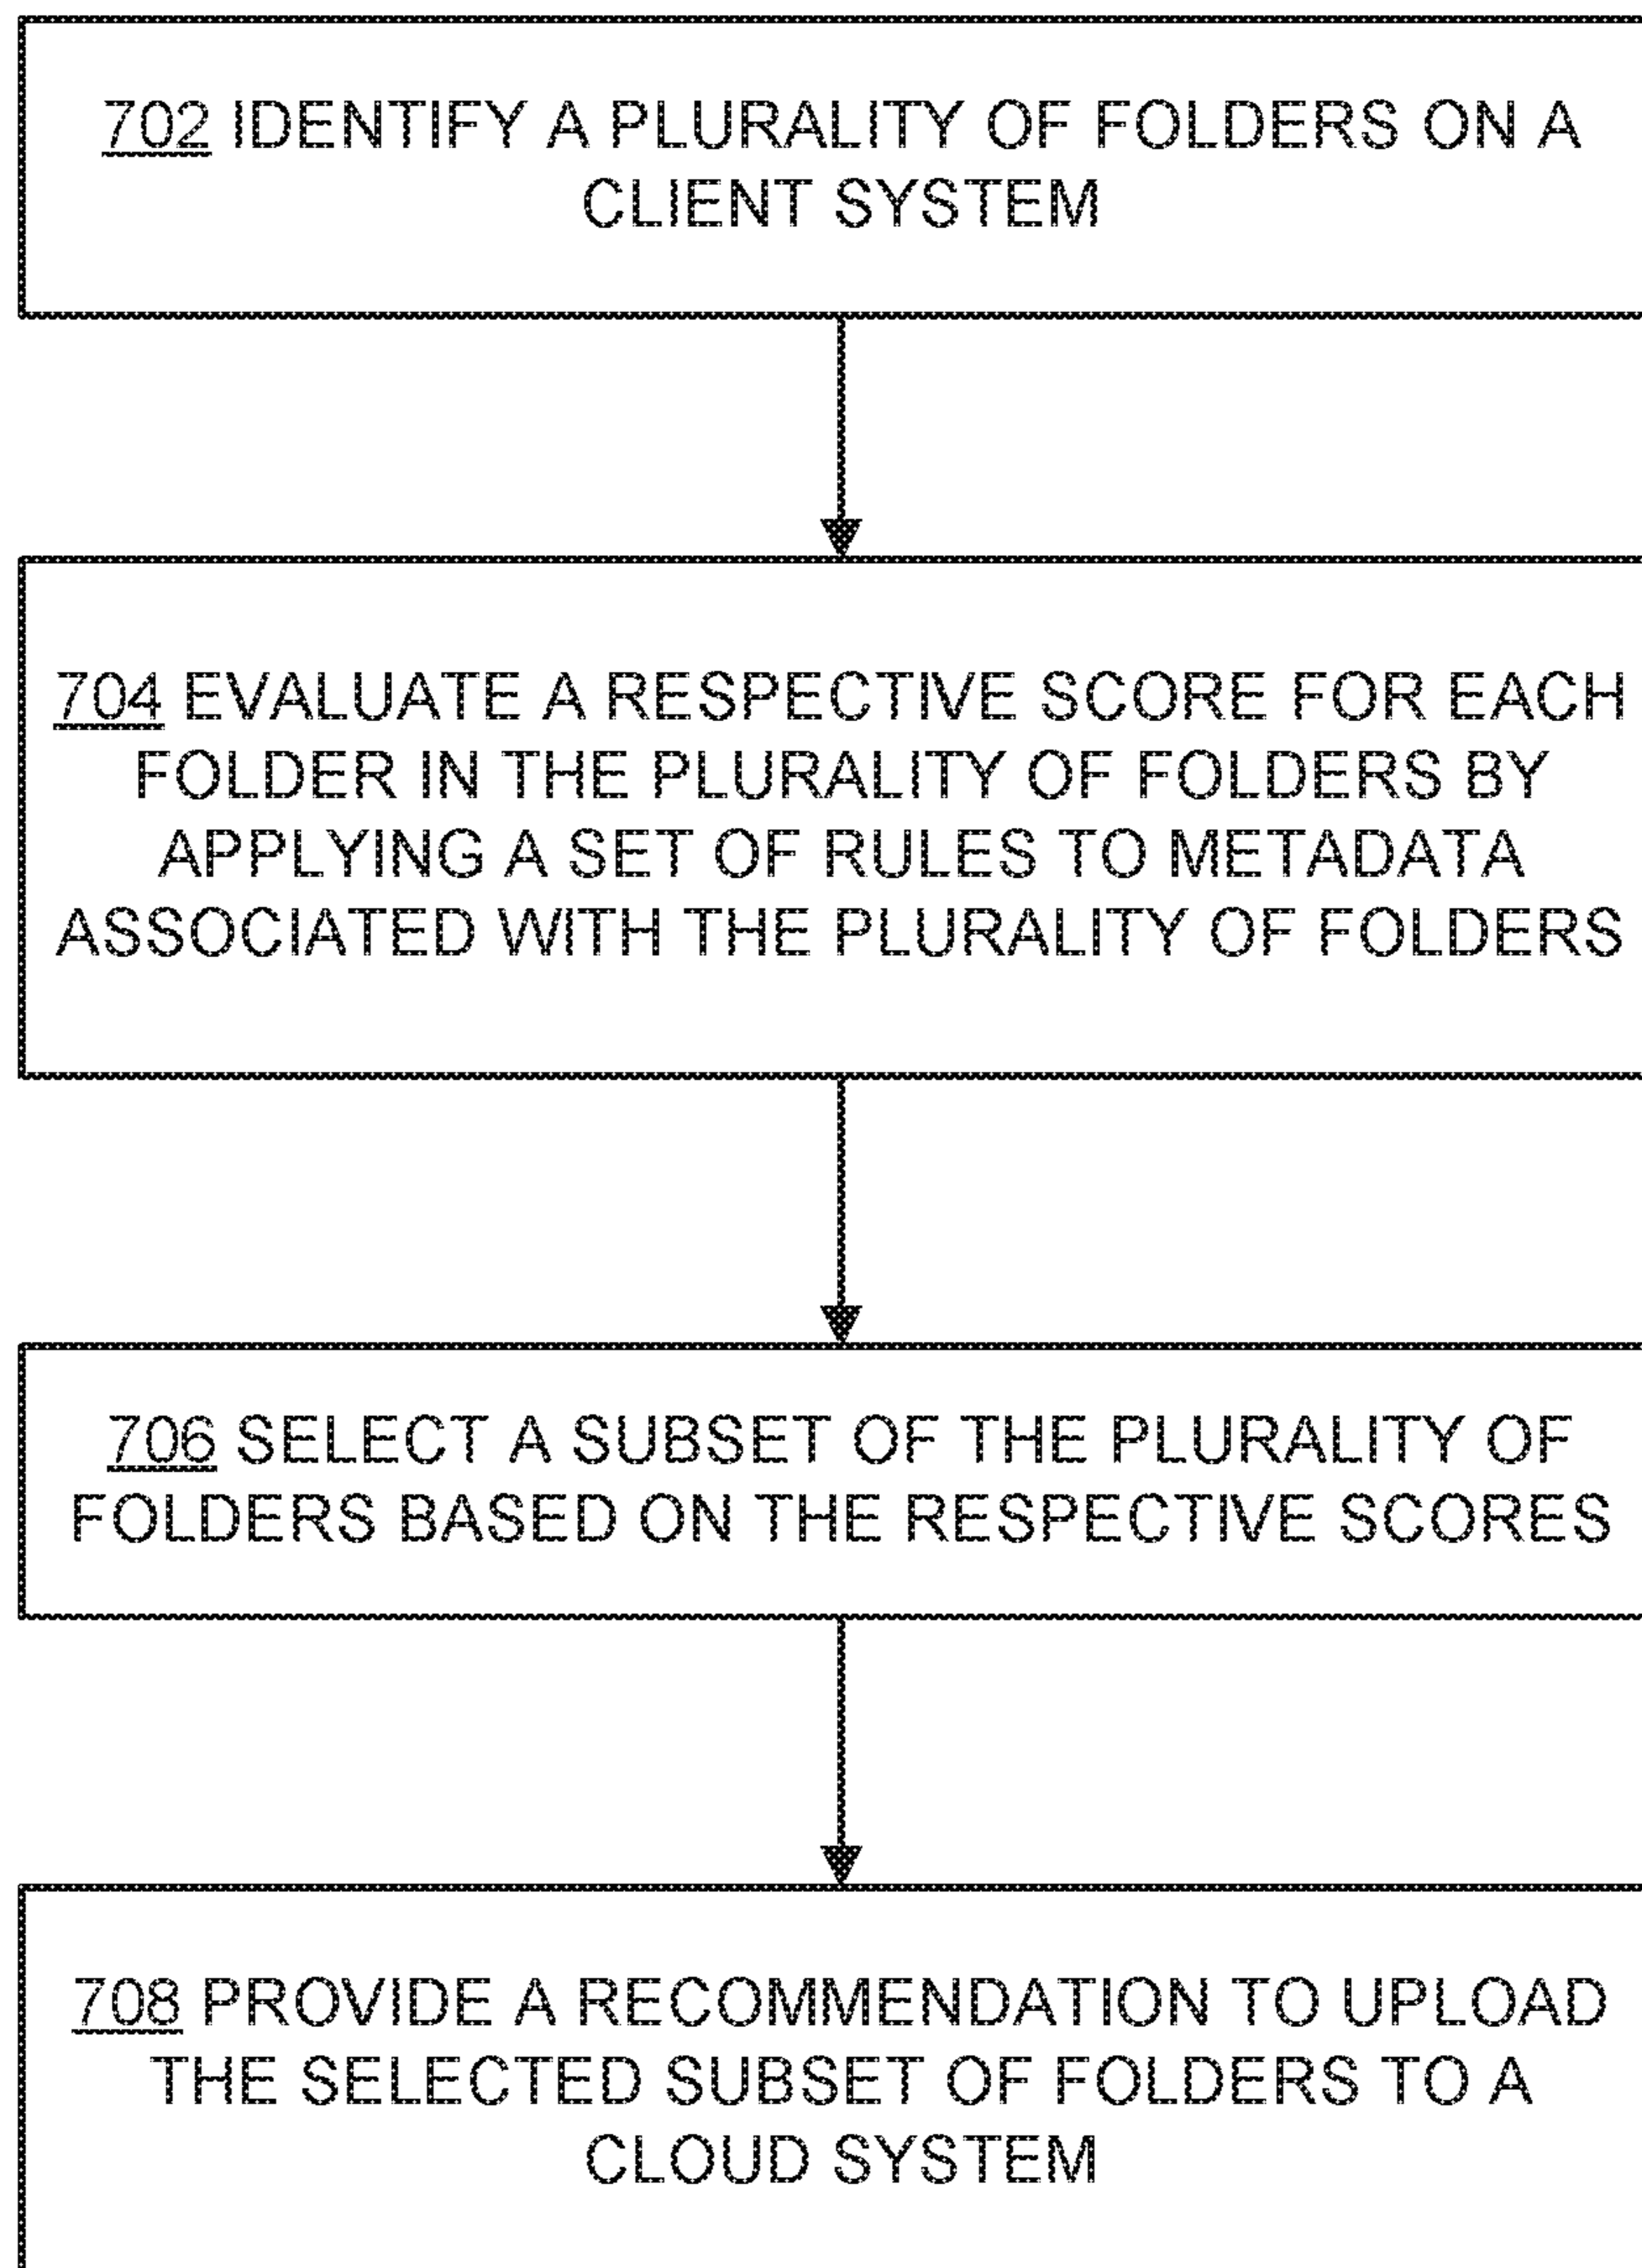 702 IDENTIFY A PLURALITY OF FOLDERS ON A
CLIENT SYSTEM
704 EVALUATE A RESPECTIVE SCORE FOR EACH
FOLDER IN THE PLURALITY OF FOLDERS BY
APPLYING A SET OF RULES TO METADATA
ASSOCIATED WITH THE PLURALITY OF FOLDERS
706 SELECT A SUBSET OF THE PLURALITY OF
FOLDERS BASED ON THE RESPECTIVE SCORES
708 PROVIDE A RECOMMENDATION TO UPLOAD
THE SELECTED SUBSET OF FOLDERS TO A
CLOUD SYSTEM